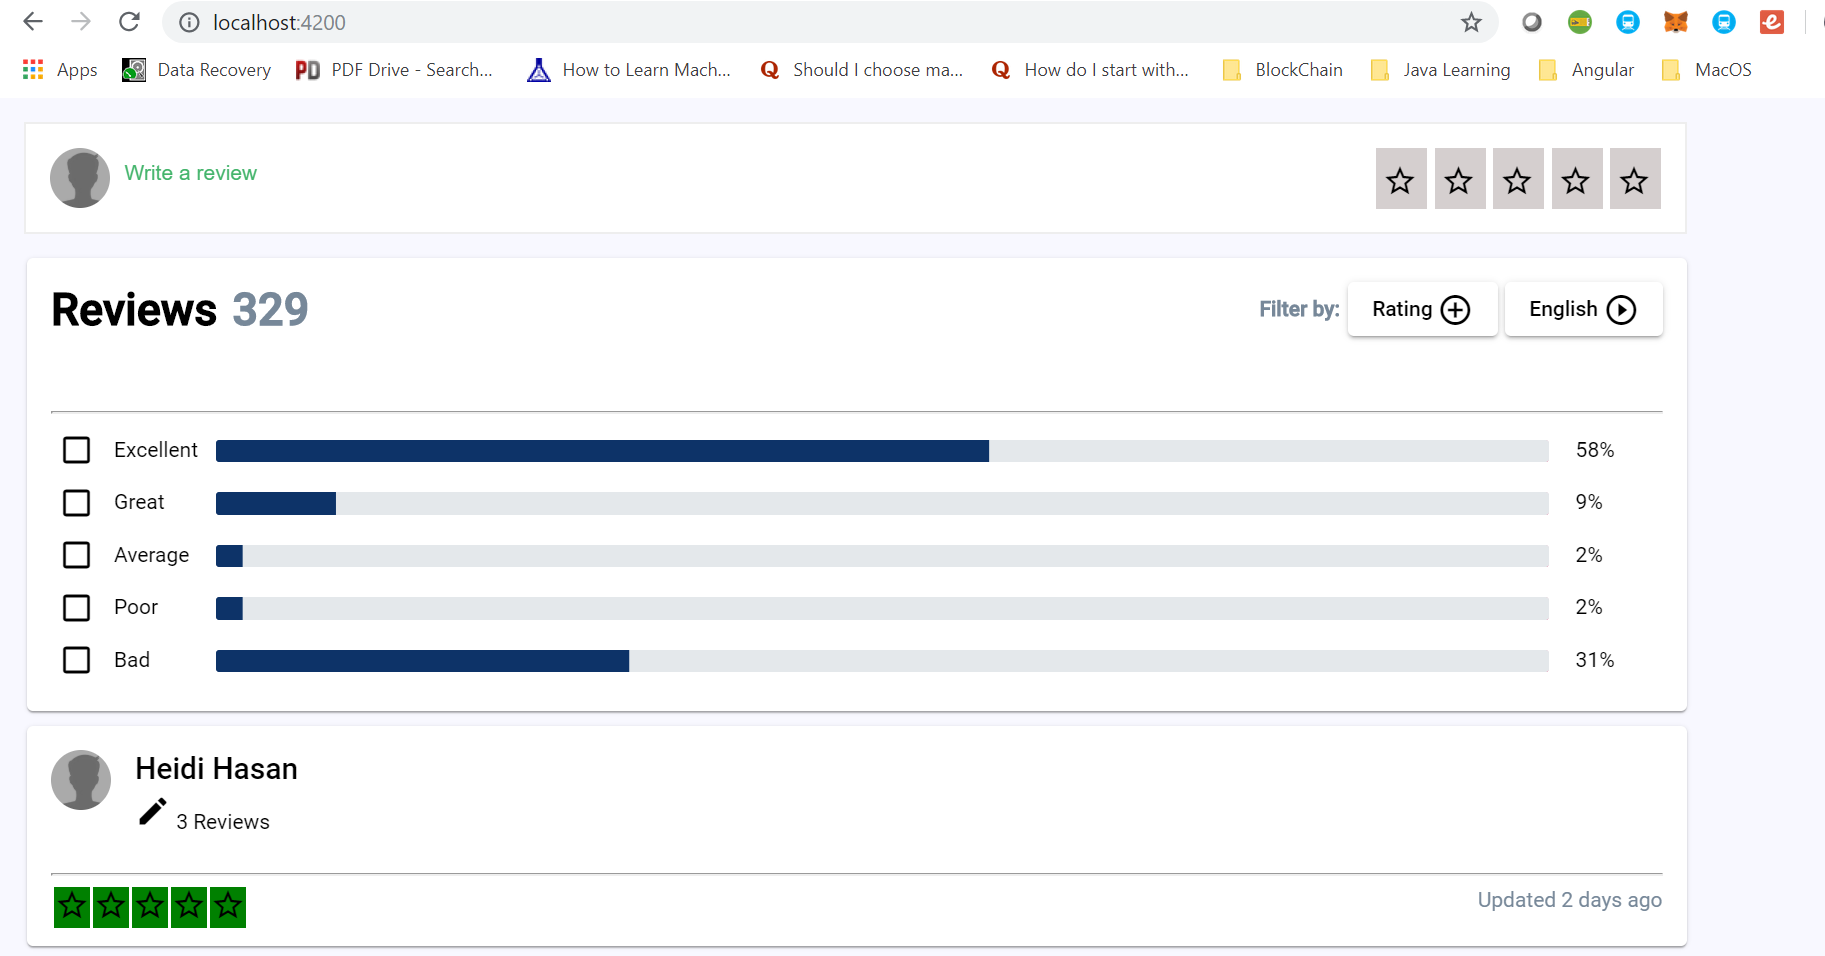 localhost:4200
Apps Data Recovery PDF Drive - Search... How to Learn Mach... Should I choose ma... How do I start with... BlockChain Java Learning Angular MacOS
Write a review
Reviews 329 Filter by: Rating English
Excellent 58%
Great 9%
Average 2%
Poor 2%
Bad 31%
Heidi Hasan
3 Reviews
Updated 2 days ago